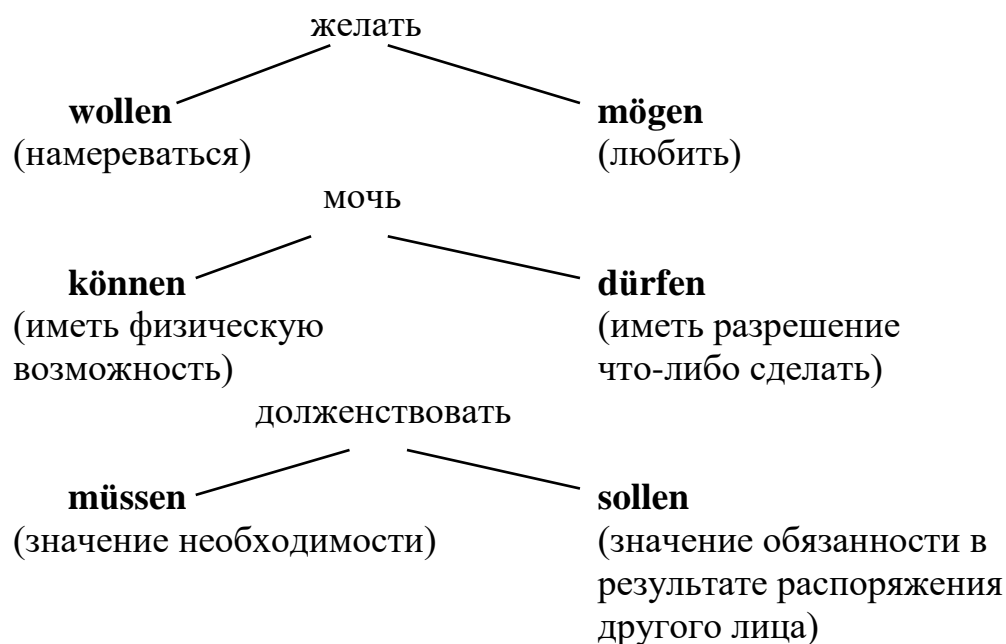 желать
wollen mögen
(намереваться) (любить)
мочь
können dürfen
(иметь физическую (иметь разрешение
возможность) что-либо сделать)
долженствовать
müssen sollen
(значение необходимости) (значение обязанности в
результате распоряжения
другого лица)